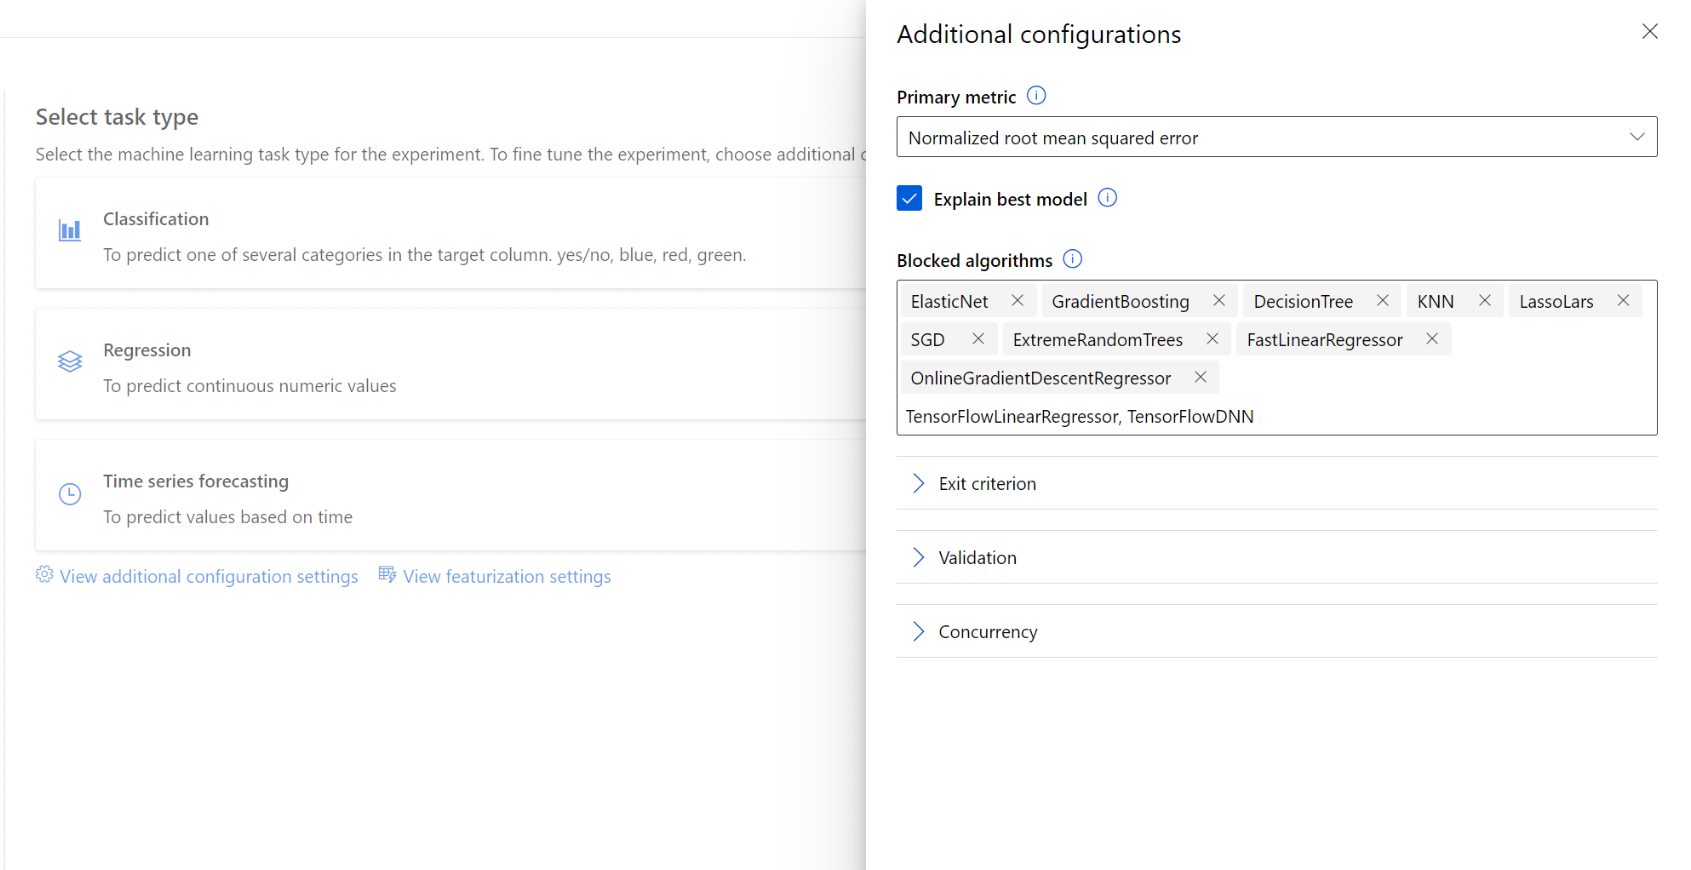 Select task type
Select the machine learning task type for the experiment. To fine tune the experiment, choose additional
Classification
To predict one of several categories in the target column. yes/no, blue, red, green.
Regression
To predict continuous numeric values
Time series forecasting
To predict values based on time
View additional configuration settings View featurization settings
Additional configurations
Primary metric
Normalized root mean squared error
Explain best model
Blocked algorithms
ElasticNet GradientBoosting DecisionTree KNN LassoLars
SGD ExtremeRandomTrees FastLinearRegressor
OnlineGradientDescentRegressor
TensorFlowLinearRegressor, TensorFlowDNN
Exit criterion
Validation
Concurrency